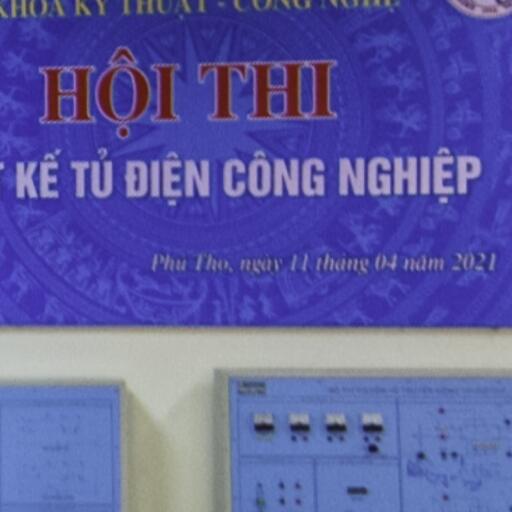 KHOA KỸ THUẬT - CÔNG NGHỆ
HỘI THI
KẾ TỦ ĐIỆN CÔNG NGHIỆP
Phú Thọ, ngày 11 tháng 04 năm 2021